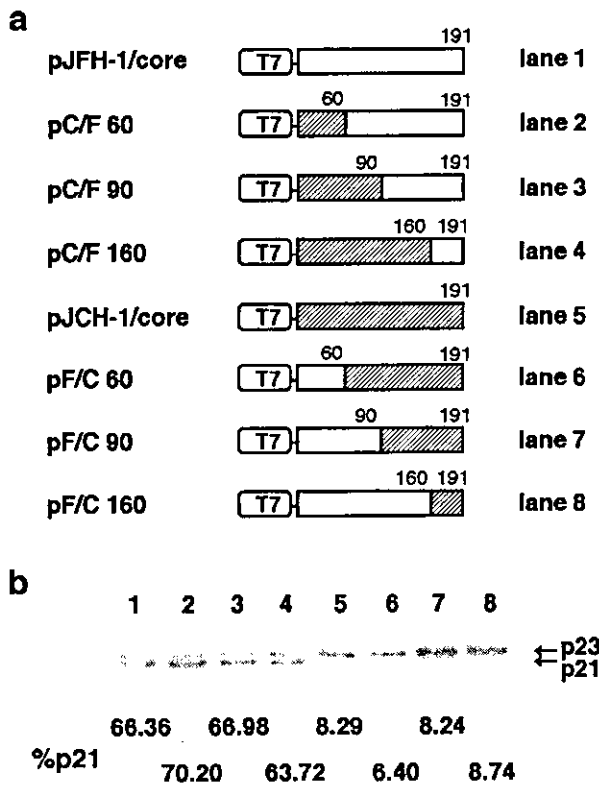 a
191
pJFH-1/core T7 lane 1
60 191
pC/F 60 T7 lane 2
90 191
pC/F 90 T7 lane 3
160 191
pC/F 160 T7 lane 4
191
pJCH-1/core T7 lane 5
60 191
pF/C 60 T7 lane 6
90 191
pF/C 90 T7 lane 7
160 191
pF/C 160 T7 lane 8
b
1 2 3 4 5 6 7 8
p23
p21
66.36 66.98 8.29 8.24
%p21
70.20 63.72 6.40 8.74